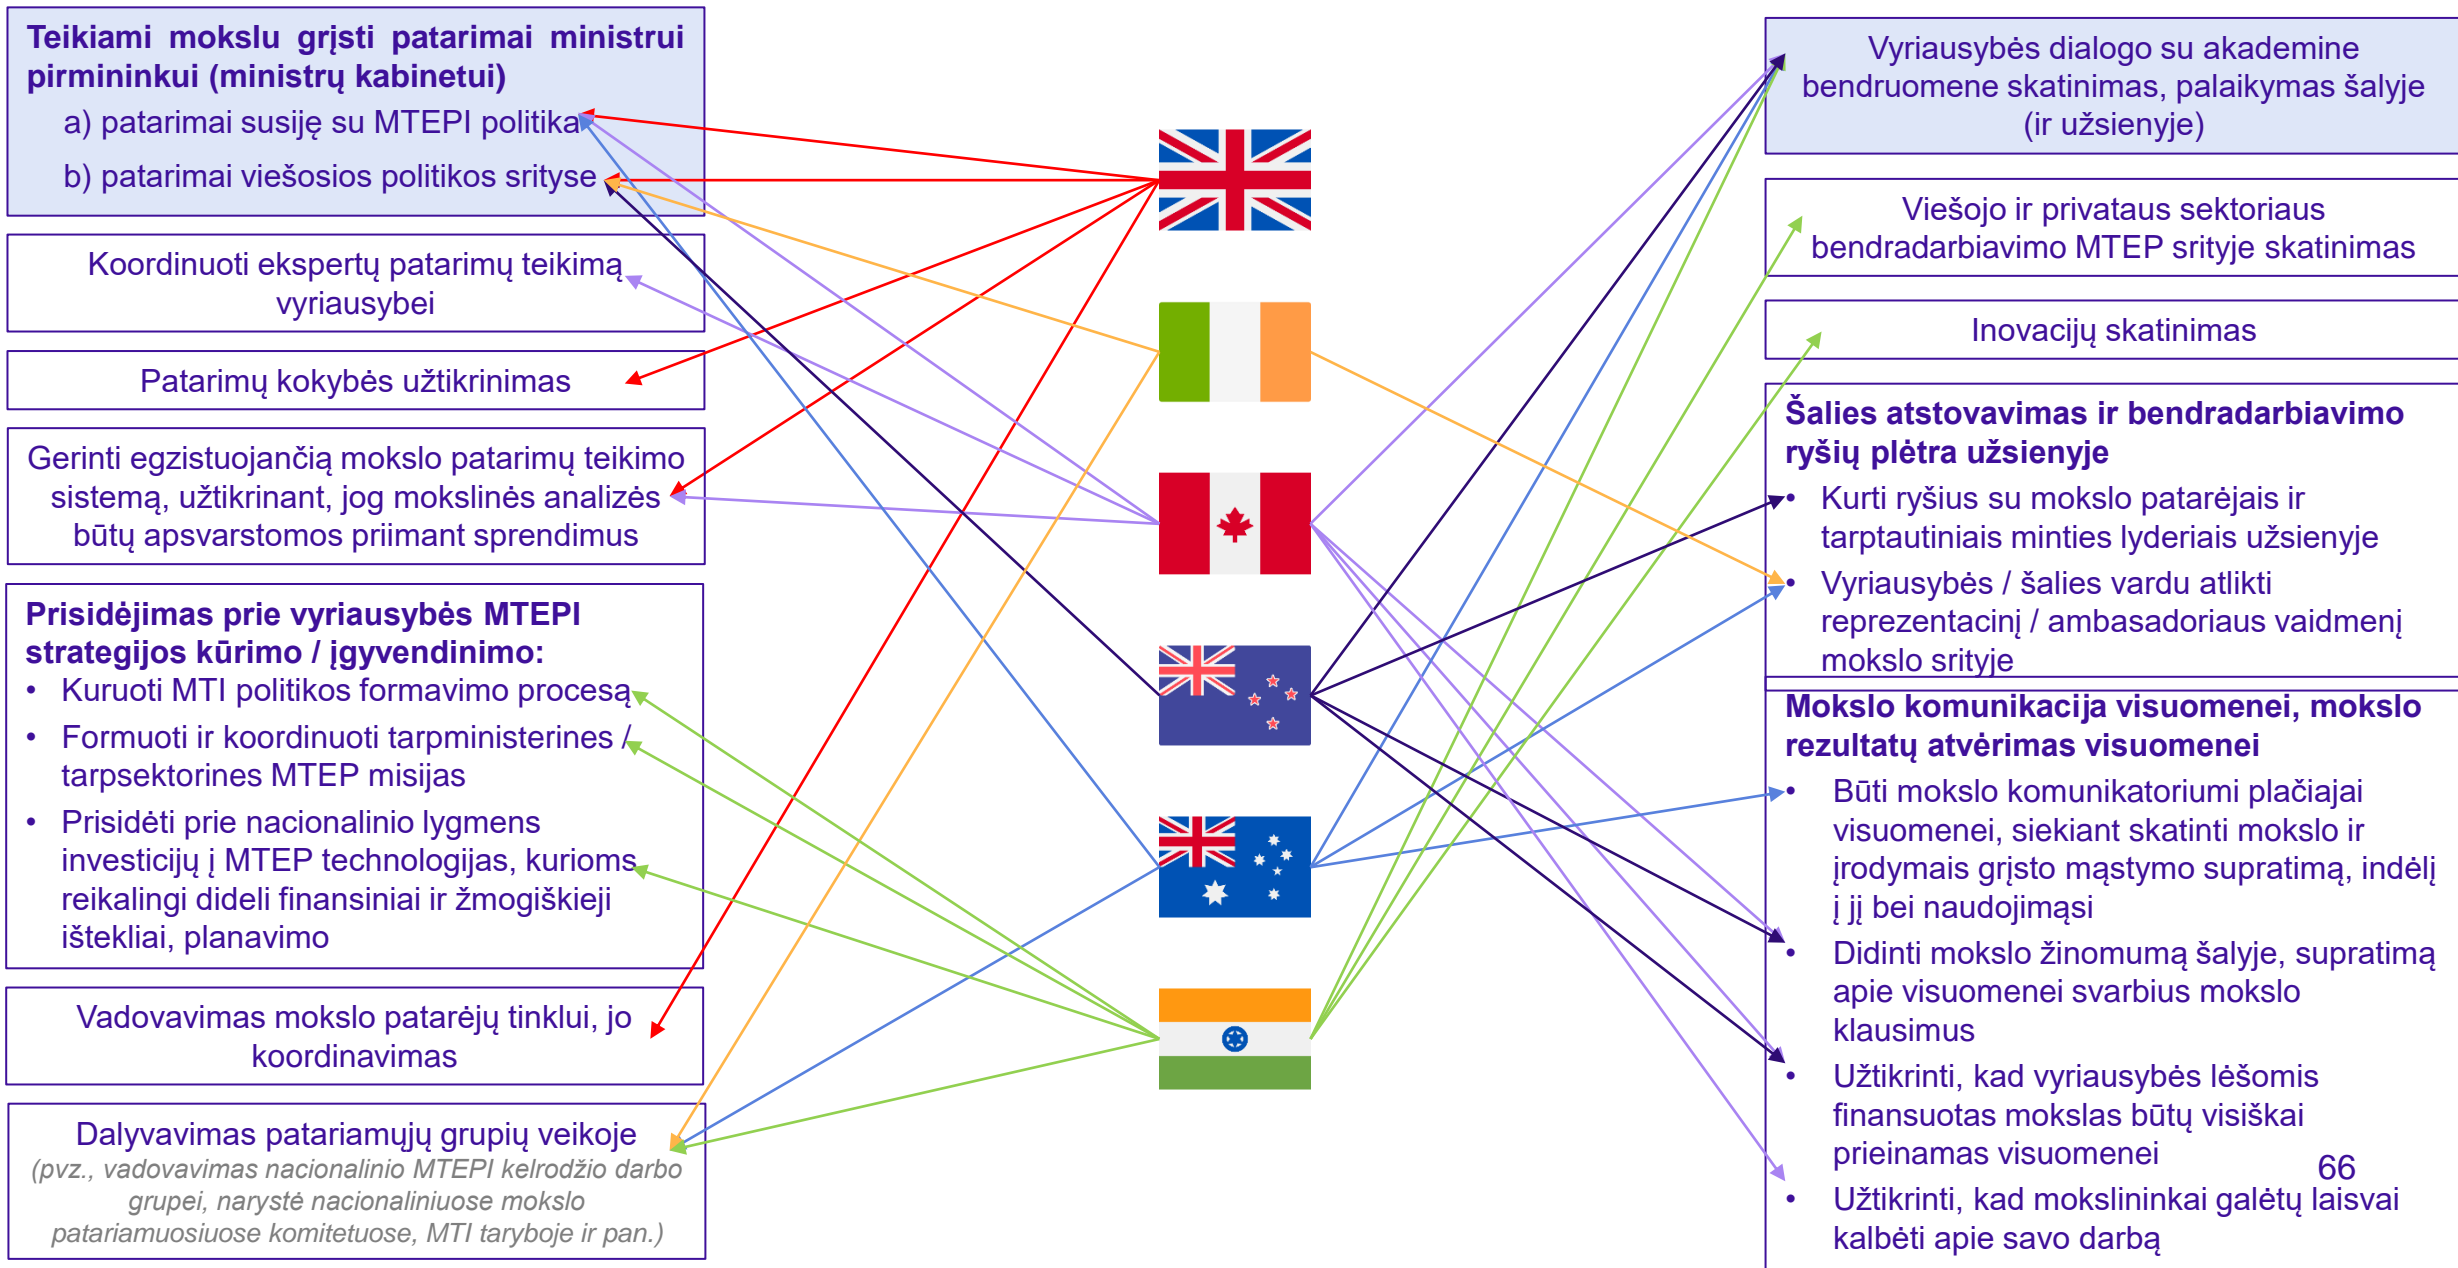 Teikiami mokslu grįsti patarimai ministrui
pirmininkui (ministrų kabinetui)
a) patarimai susiję su MTEPI politika
b) patarimai viešosios politikos srityse
Koordinuoti ekspertų patarimų teikimą
vyriausybei
Patarimų kokybės užtikrinimas
Gerinti egzistuojančią mokslo patarimų teikimo
sistemą, užtikrinant, jog mokslinės analizės
būtų apsvarstomos priimant sprendimus
Prisidėjimas prie vyriausybės MTEPI
strategijos kūrimo / įgyvendinimo:
• Kuruoti MTI politikos formavimo procesą
• Formuoti ir koordinuoti tarpministerines /
tarpsektorines MTEP misijas
• Prisidėti prie nacionalinio lygmens
investicijų į MTEP technologijas, kurioms
reikalingi dideli finansiniai ir žmogiškieji
ištekliai, planavimo
Vadovavimas mokslo patarėjų tinklui, jo
koordinavimas
Dalyvavimas patariamųjų grupių veikoje
(pvz., vadovavimas nacionalinio MTEPI kelrodžio darbo
grupei, narystė nacionaliniuose mokslo
patariamuosiuose komitetuose, MTI taryboje ir pan.)
Vyriausybės dialogo su akademine
bendruomene skatinimas, palaikymas šalyje
(ir užsienyje)
Viešojo ir privataus sektoriaus
bendradarbiavimo MTEP srityje skatinimas
Inovacijų skatinimas
Šalies atstovavimas ir bendradarbiavimo
ryšių plėtra užsienyje
• Kurti ryšius su mokslo patarėjais ir
tarptautiniais minties lyderiais užsienyje
• Vyriausybės / šalies vardu atlikti
reprezentacinį / ambasadoriaus vaidmenį
mokslo srityje
Mokslo komunikacija visuomenei, mokslo
rezultatų atvėrimas visuomenei
• Būti mokslo komunikatoriumi plačiajai
visuomenei, siekiant skatinti mokslo ir
įrodymais grįsto mąstymo supratimą, indėlį
į jį bei naudojimąsi
• Didinti mokslo žinomumą šalyje, supratimą
apie visuomenei svarbius mokslo
klausimus
• Užtikrinti, kad vyriausybės lėšomis
finansuotas mokslas būtų visiškai
prieinamas visuomenei
• Užtikrinti, kad mokslininkai galėtų laisvai
kalbėti apie savo darbą
66